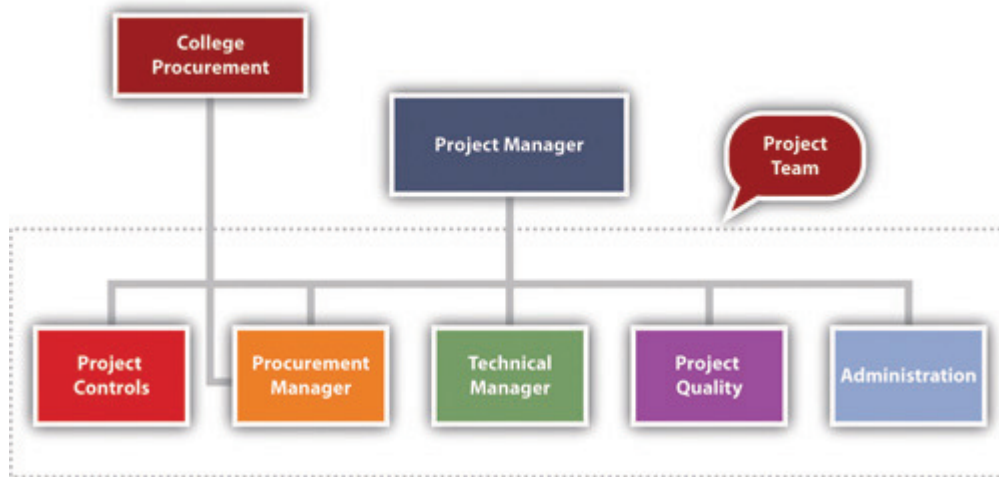 College
Procurement
Project Manager
Project
Team
Project
Controls
Procurement
Manager
Technical
Manager
Project
Quality
Administration